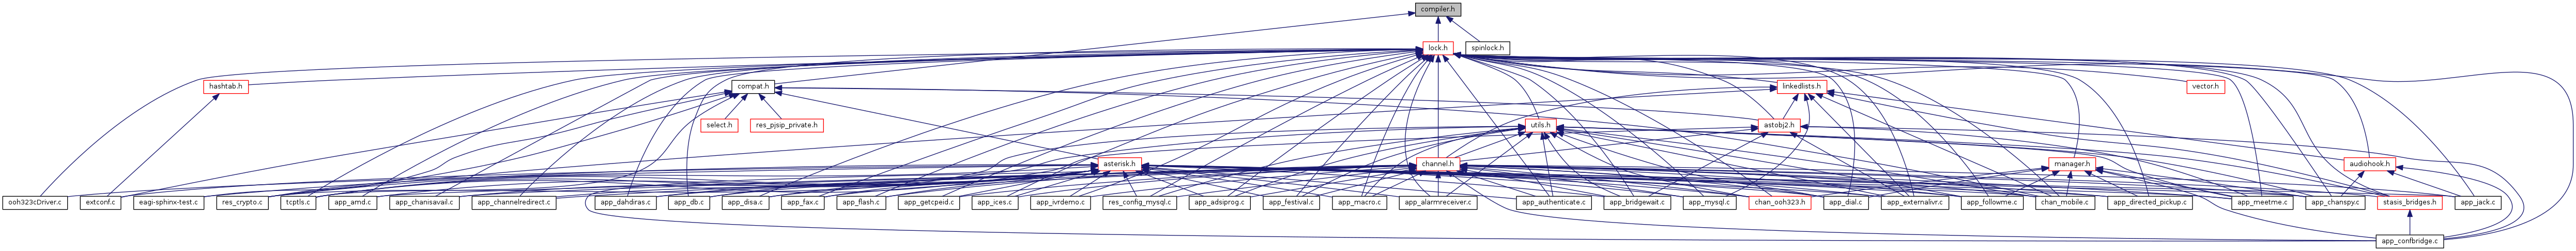 compiler.h
lock.h
spinlock.h
hashtab.h
compat.h
linkedlists.h
vector.h
select.h
res_pjsip_private.h
utils.h
astobj2.h
asterisk.h
channel.h
manager.h
audiohook.h
ooh323cDriver.c
extconf.c
eagi-sphinx-test.c
res_crypto.c
tcptls.c
app_amd.c
app_chanisavail.c
app_channelredirect.c
app_dahdiras.c
app_db.c
app_disa.c
app_fax.c
app_flash.c
app_getcpeid.c
app_ices.c
app_ivrdemo.c
res_config_mysql.c
app_adsiprog.c
app_festival.c
app_macro.c
app_alarmreceiver.c
app_authenticate.c
app_bridgewait.c
app_mysql.c
chan_ooh323.h
app_dial.c
app_externalivr.c
app_followme.c
chan_mobile.c
app_directed_pickup.c
app_meetme.c
app_chanspy.c
stasis_bridges.h
app_jack.c
app_confbridge.c